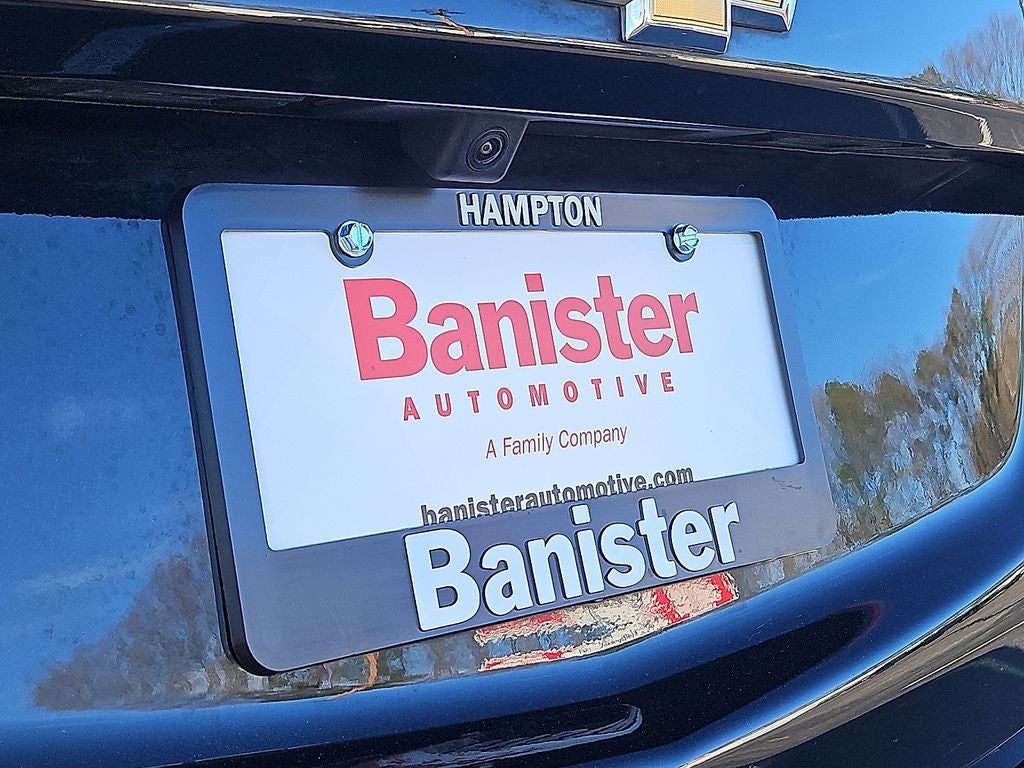 HAMPTON
Banister
AUTOMOTIVE
A Family Company
banisterautomotive.com
Banister